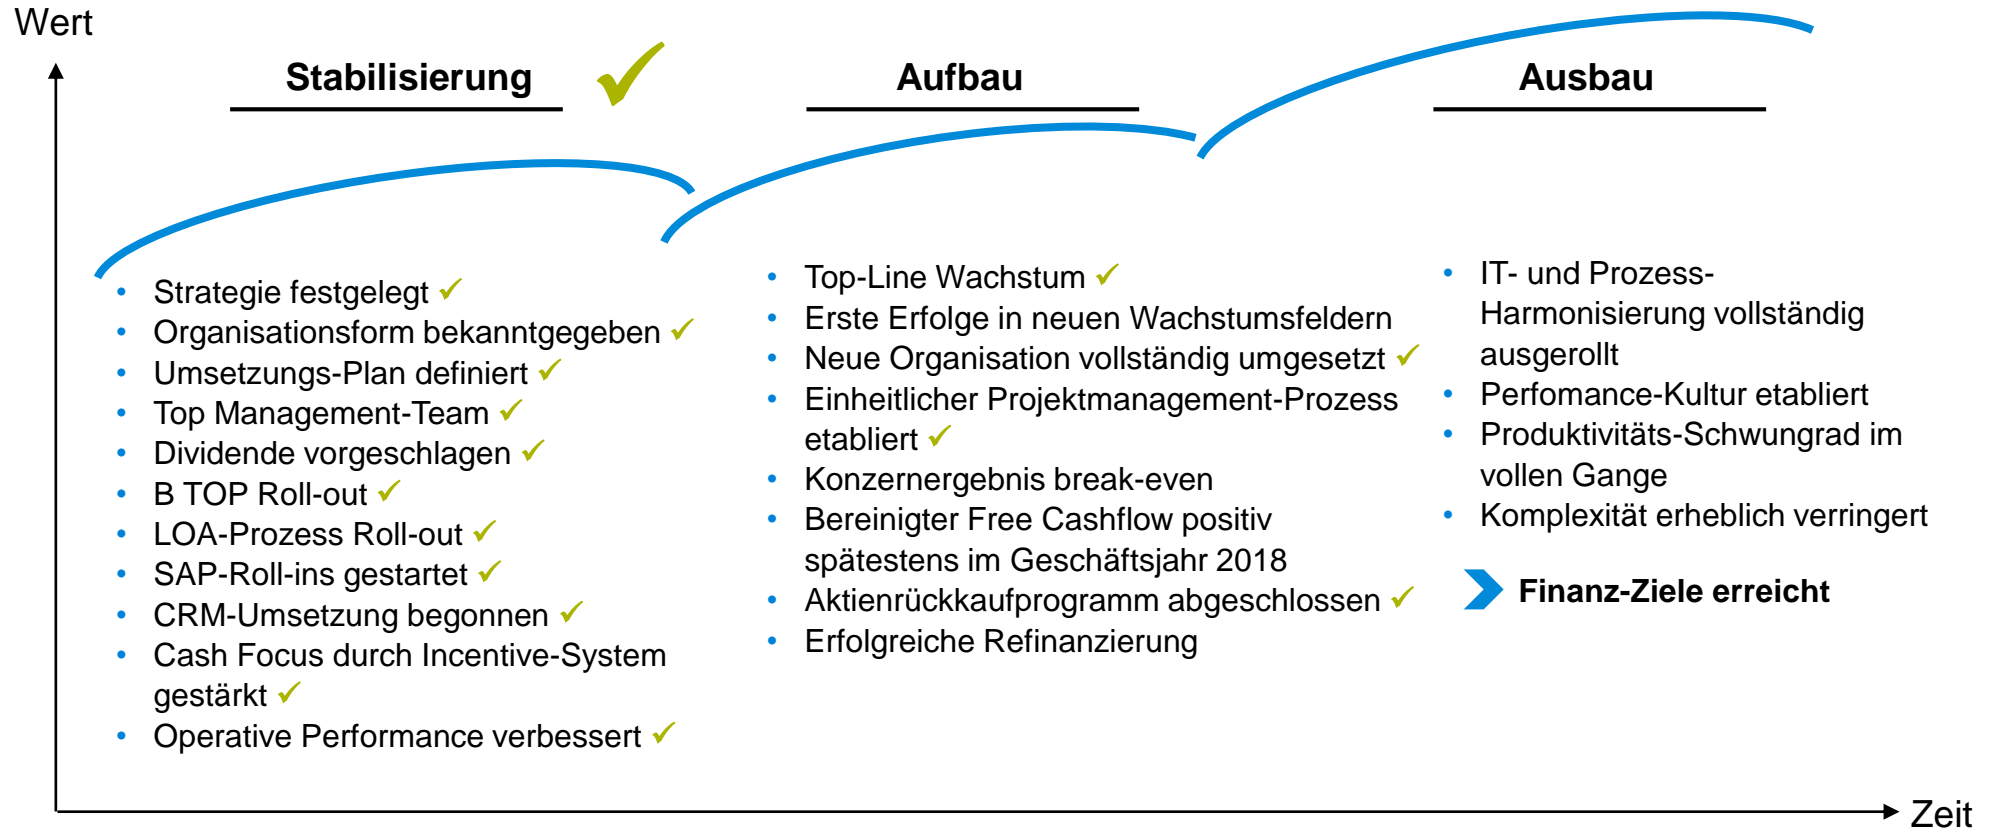 Wert
Stabilisierung ✓
• Strategie festgelegt ✓
• Organisationsform bekanntgegeben ✓
• Umsetzungs-Plan definiert ✓
• Top Management-Team ✓
• Dividende vorgeschlagen ✓
• B TOP Roll-out ✓
• LOA-Prozess Roll-out ✓
• SAP-Roll-ins gestartet ✓
• CRM-Umsetzung begonnen ✓
• Cash Focus durch Incentive-System
gestärkt ✓
• Operative Performance verbessert ✓
Aufbau
• Top-Line Wachstum ✓
• Erste Erfolge in neuen Wachstumsfeldern
• Neue Organisation vollständig umgesetzt ✓
• Einheitlicher Projektmanagement-Prozess
etabliert ✓
• Konzernergebnis break-even
• Bereinigter Free Cashflow positiv
spätestens im Geschäftsjahr 2018
• Aktienrückkaufprogramm abgeschlossen ✓
• Erfolgreiche Refinanzierung
Ausbau
• IT- und Prozess-
Harmonisierung vollständig
ausgerollt
• Perfomance-Kultur etabliert
• Produktivitäts-Schwungrad im
vollen Gange
• Komplexität erheblich verringert
Finanz-Ziele erreicht
Zeit